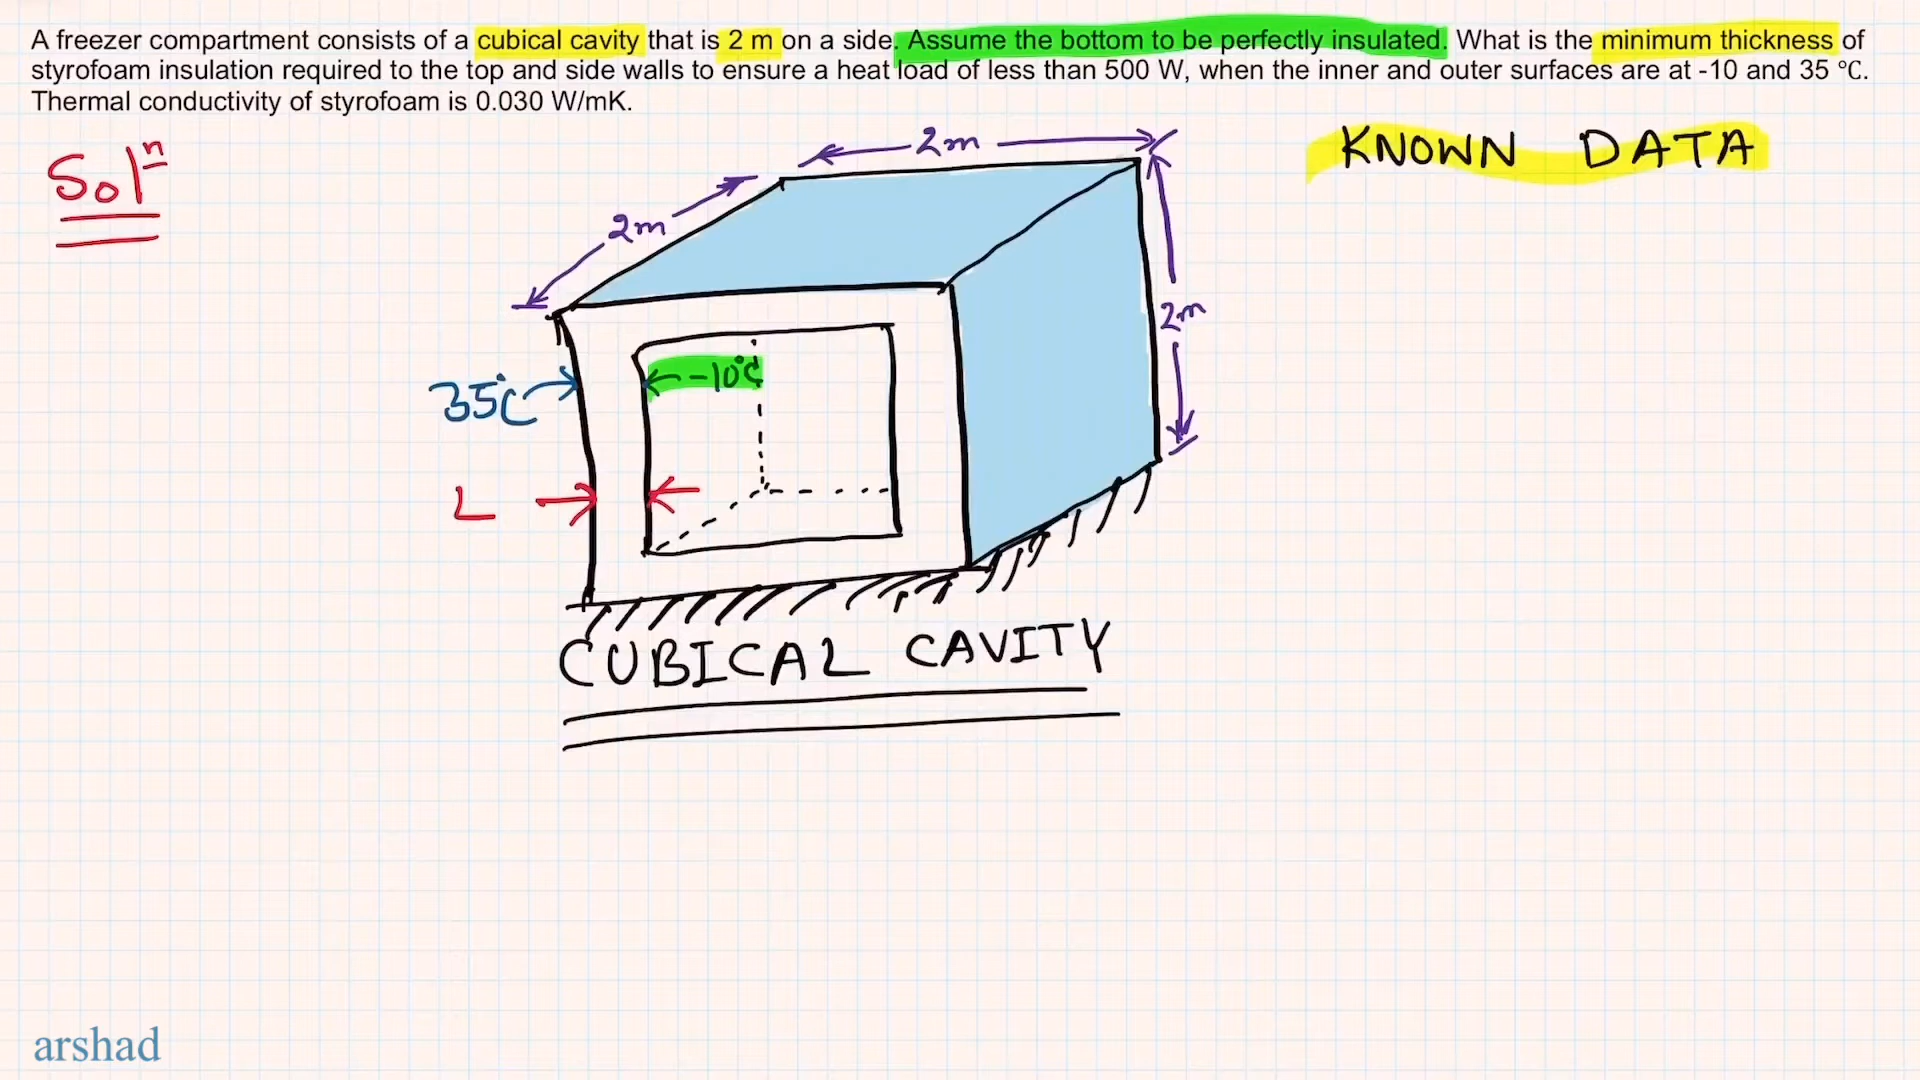 A freezer compartment consists of a cubical cavity that is 2 m on a side. Assume the bottom to be perfectly insulated. What is the minimum thickness of
styrofoam insulation required to the top and side walls to ensure a heat load of less than 500 W, when the inner and outer surfaces are at -10 and 35 ℃.
Thermal conductivity of styrofoam is 0.030 W/mK.
Solⁿ
KNOWN DATA
2m
2m
2m
35°C
-10°C
L
CUBICAL CAVITY
arshad